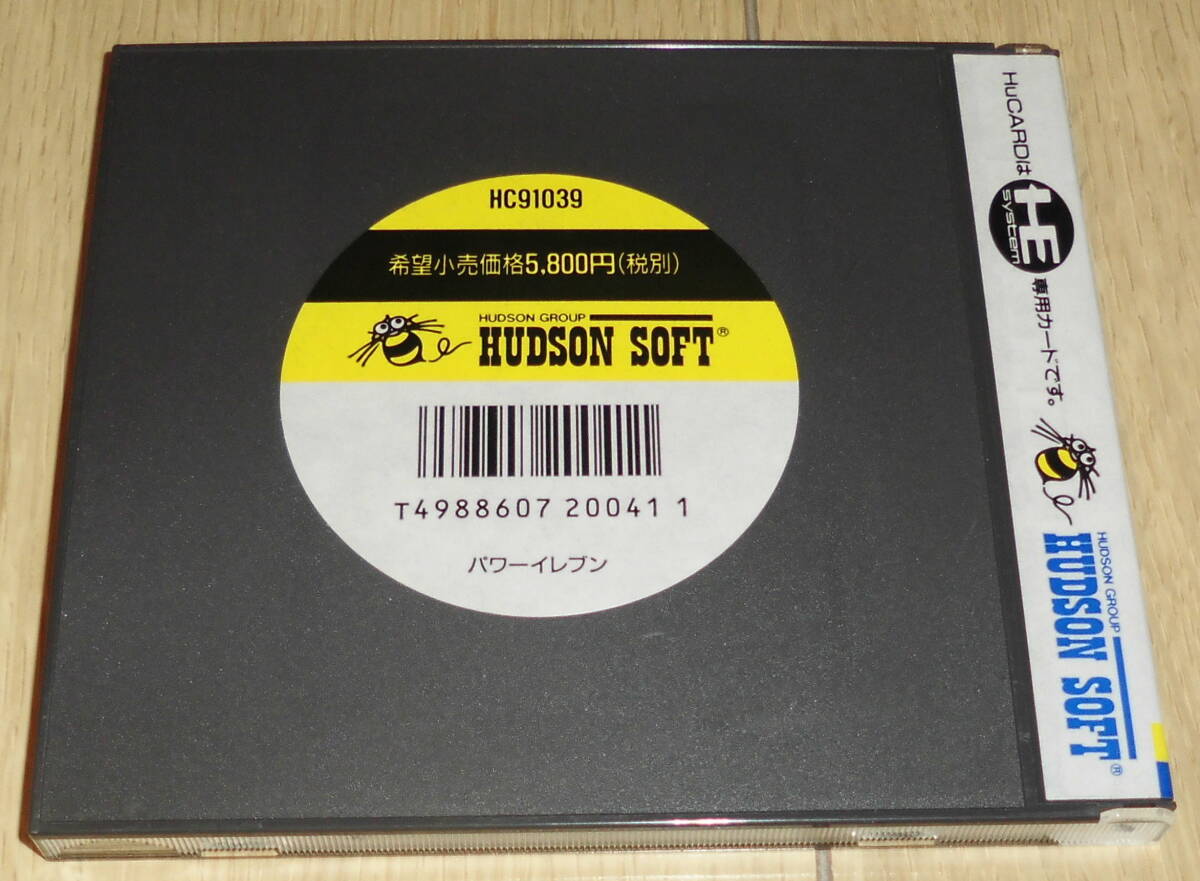 HC91039
希望小売価格5,800円(税別)
HUDSON GROUP
HUDSON SOFT®
T4988607 20041 1
パワーイレブン
HuCARDは HE system 専用カードです。
HUDSON GROUP
HUDSON SOFT®